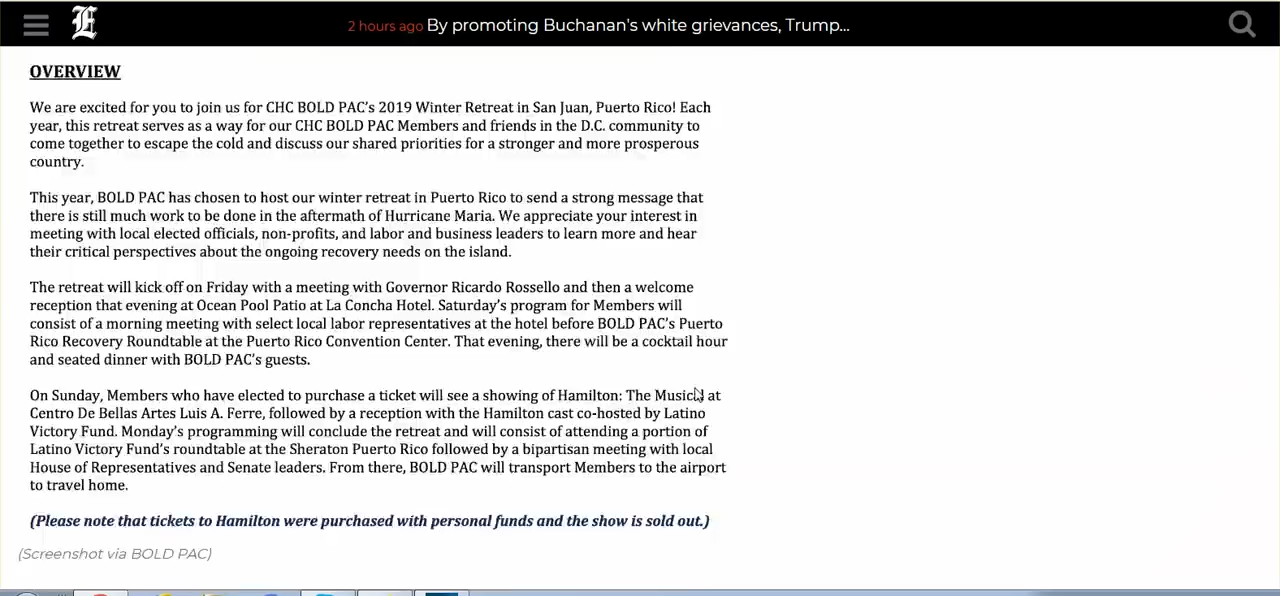 E
2 hours ago By promoting Buchanan's white grievances, Trump...
OVERVIEW
We are excited for you to join us for CHC BOLD PAC's 2019 Winter Retreat in San Juan, Puerto Rico! Each
year, this retreat serves as a way for our CHC BOLD PAC Members and friends in the D.C. community to
come together to escape the cold and discuss our shared priorities for a stronger and more prosperous
country.
This year, BOLD PAC has chosen to host our winter retreat in Puerto Rico to send a strong message that
there is still much work to be done in the aftermath of Hurricane Maria. We appreciate your interest in
meeting with local elected officials, non-profits, and labor and business leaders to learn more and hear
their critical perspectives about the ongoing recovery needs on the island.
The retreat will kick off on Friday with a meeting with Governor Ricardo Rossello and then a welcome
reception that evening at Ocean Pool Patio at La Concha Hotel. Saturday's program for Members will
consist of a morning meeting with select local labor representatives at the hotel before BOLD PAC's Puerto
Rico Recovery Roundtable at the Puerto Rico Convention Center. That evening, there will be a cocktail hour
and seated dinner with BOLD PAC's guests.
On Sunday, Members who have elected to purchase a ticket will see a showing of Hamilton: The Musical at
Centro De Bellas Artes Luis A. Ferre, followed by a reception with the Hamilton cast co-hosted by Latino
Victory Fund. Monday's programming will conclude the retreat and will consist of attending a portion of
Latino Victory Fund's roundtable at the Sheraton Puerto Rico followed by a bipartisan meeting with local
House of Representatives and Senate leaders. From there, BOLD PAC will transport Members to the airport
to travel home.
(Please note that tickets to Hamilton were purchased with personal funds and the show is sold out.)
(Screenshot via BOLD PAC)